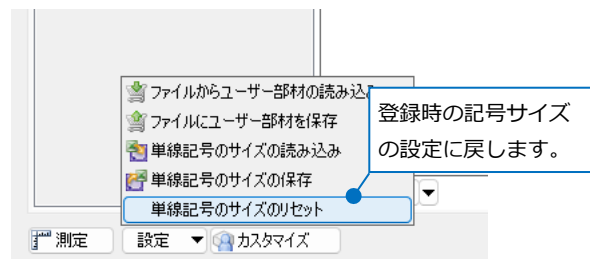 ファイルからユーザー部材の読み込み
ファイルにユーザー部材を保存
単線記号のサイズの読み込み
単線記号のサイズの保存
単線記号のサイズのリセット
登録時の記号サイズ
の設定に戻します。
測定
設定
カスタマイズ